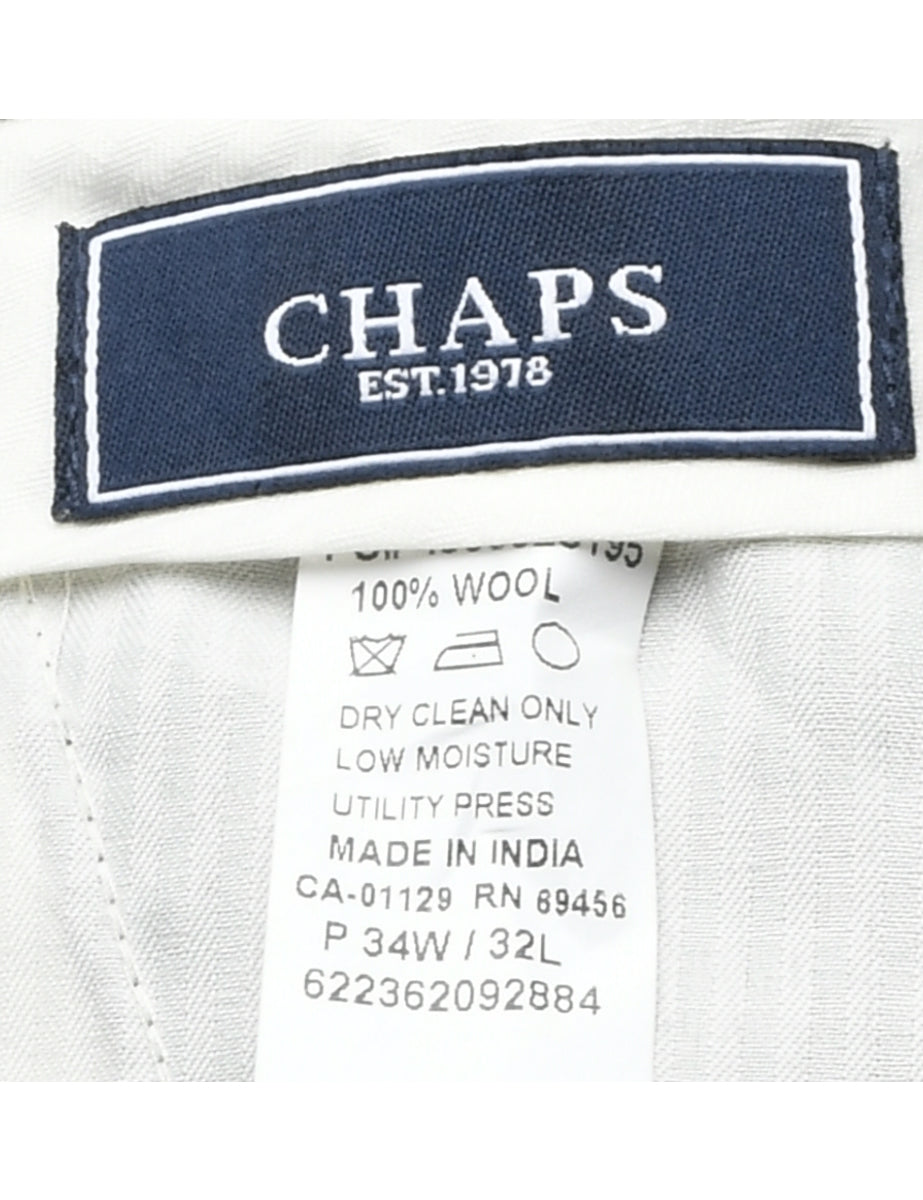 CHAPS
EST.1978
100% WOOL
DRY CLEAN ONLY
LOW MOISTURE
UTILITY PRESS
MADE IN INDIA
CA-01129 RN 69456
P 34W / 32L
622362092884